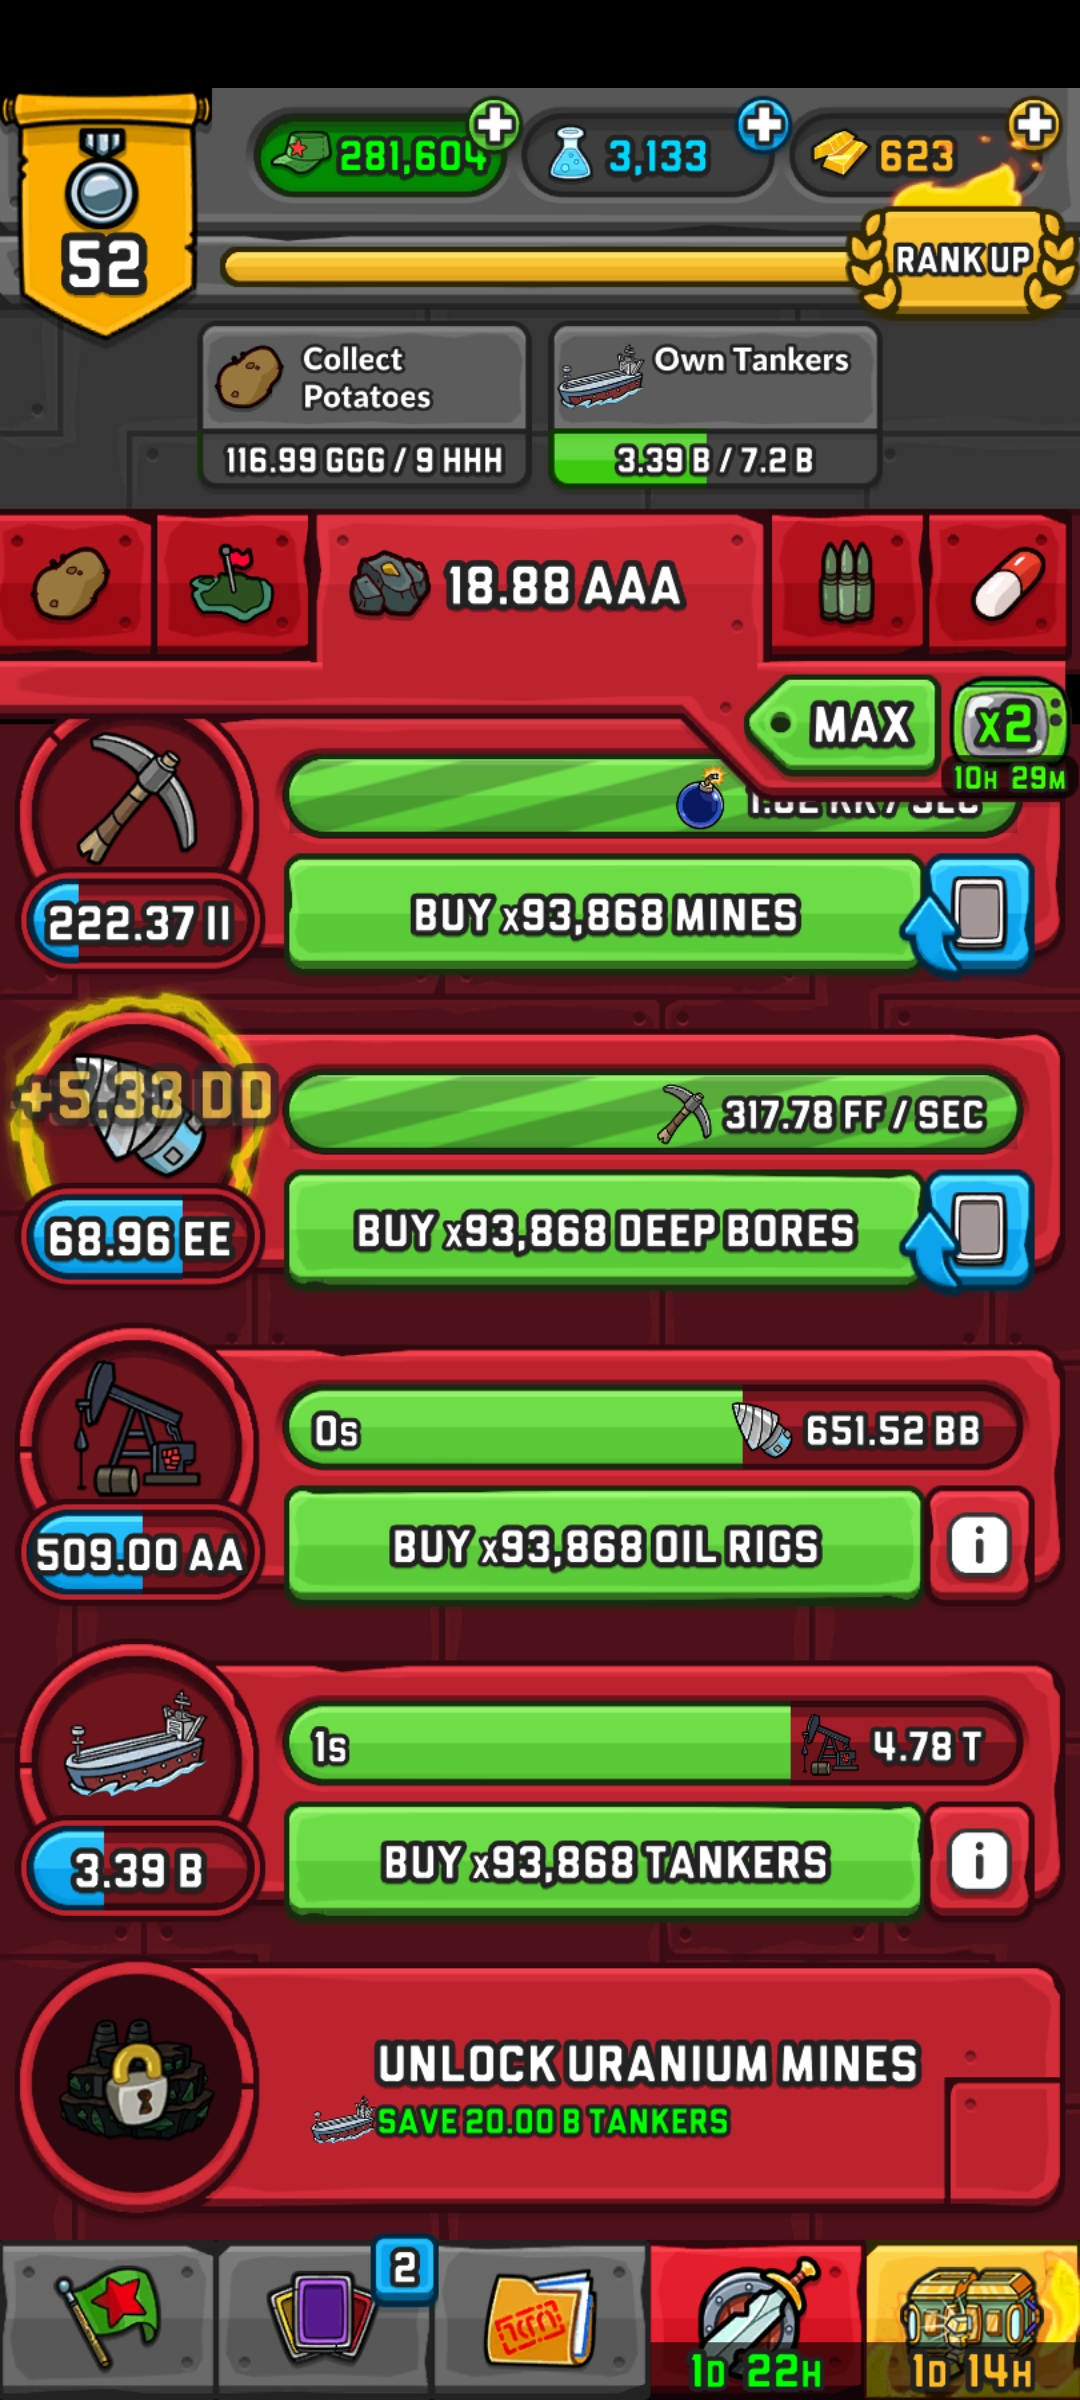 281,604
3,133
623
52
RANK UP
Collect
Potatoes
116.99 GGG / 9 HHH
Own Tankers
3.39 B / 7.2 B
18.88 AAA
MAX
x2
10H 29M
/ SEC
222.37 II
BUY x93,868 MINES
+5.33 DD
317.78 FF / SEC
68.96 EE
BUY x93,868 DEEP BORES
0s
651.52 BB
509.00 AA
BUY x93,868 OIL RIGS
i
1s
4.78 T
3.39 B
BUY x93,868 TANKERS
i
UNLOCK URANIUM MINES
SAVE 20.00 B TANKERS
2
1D 22H
1D 14H